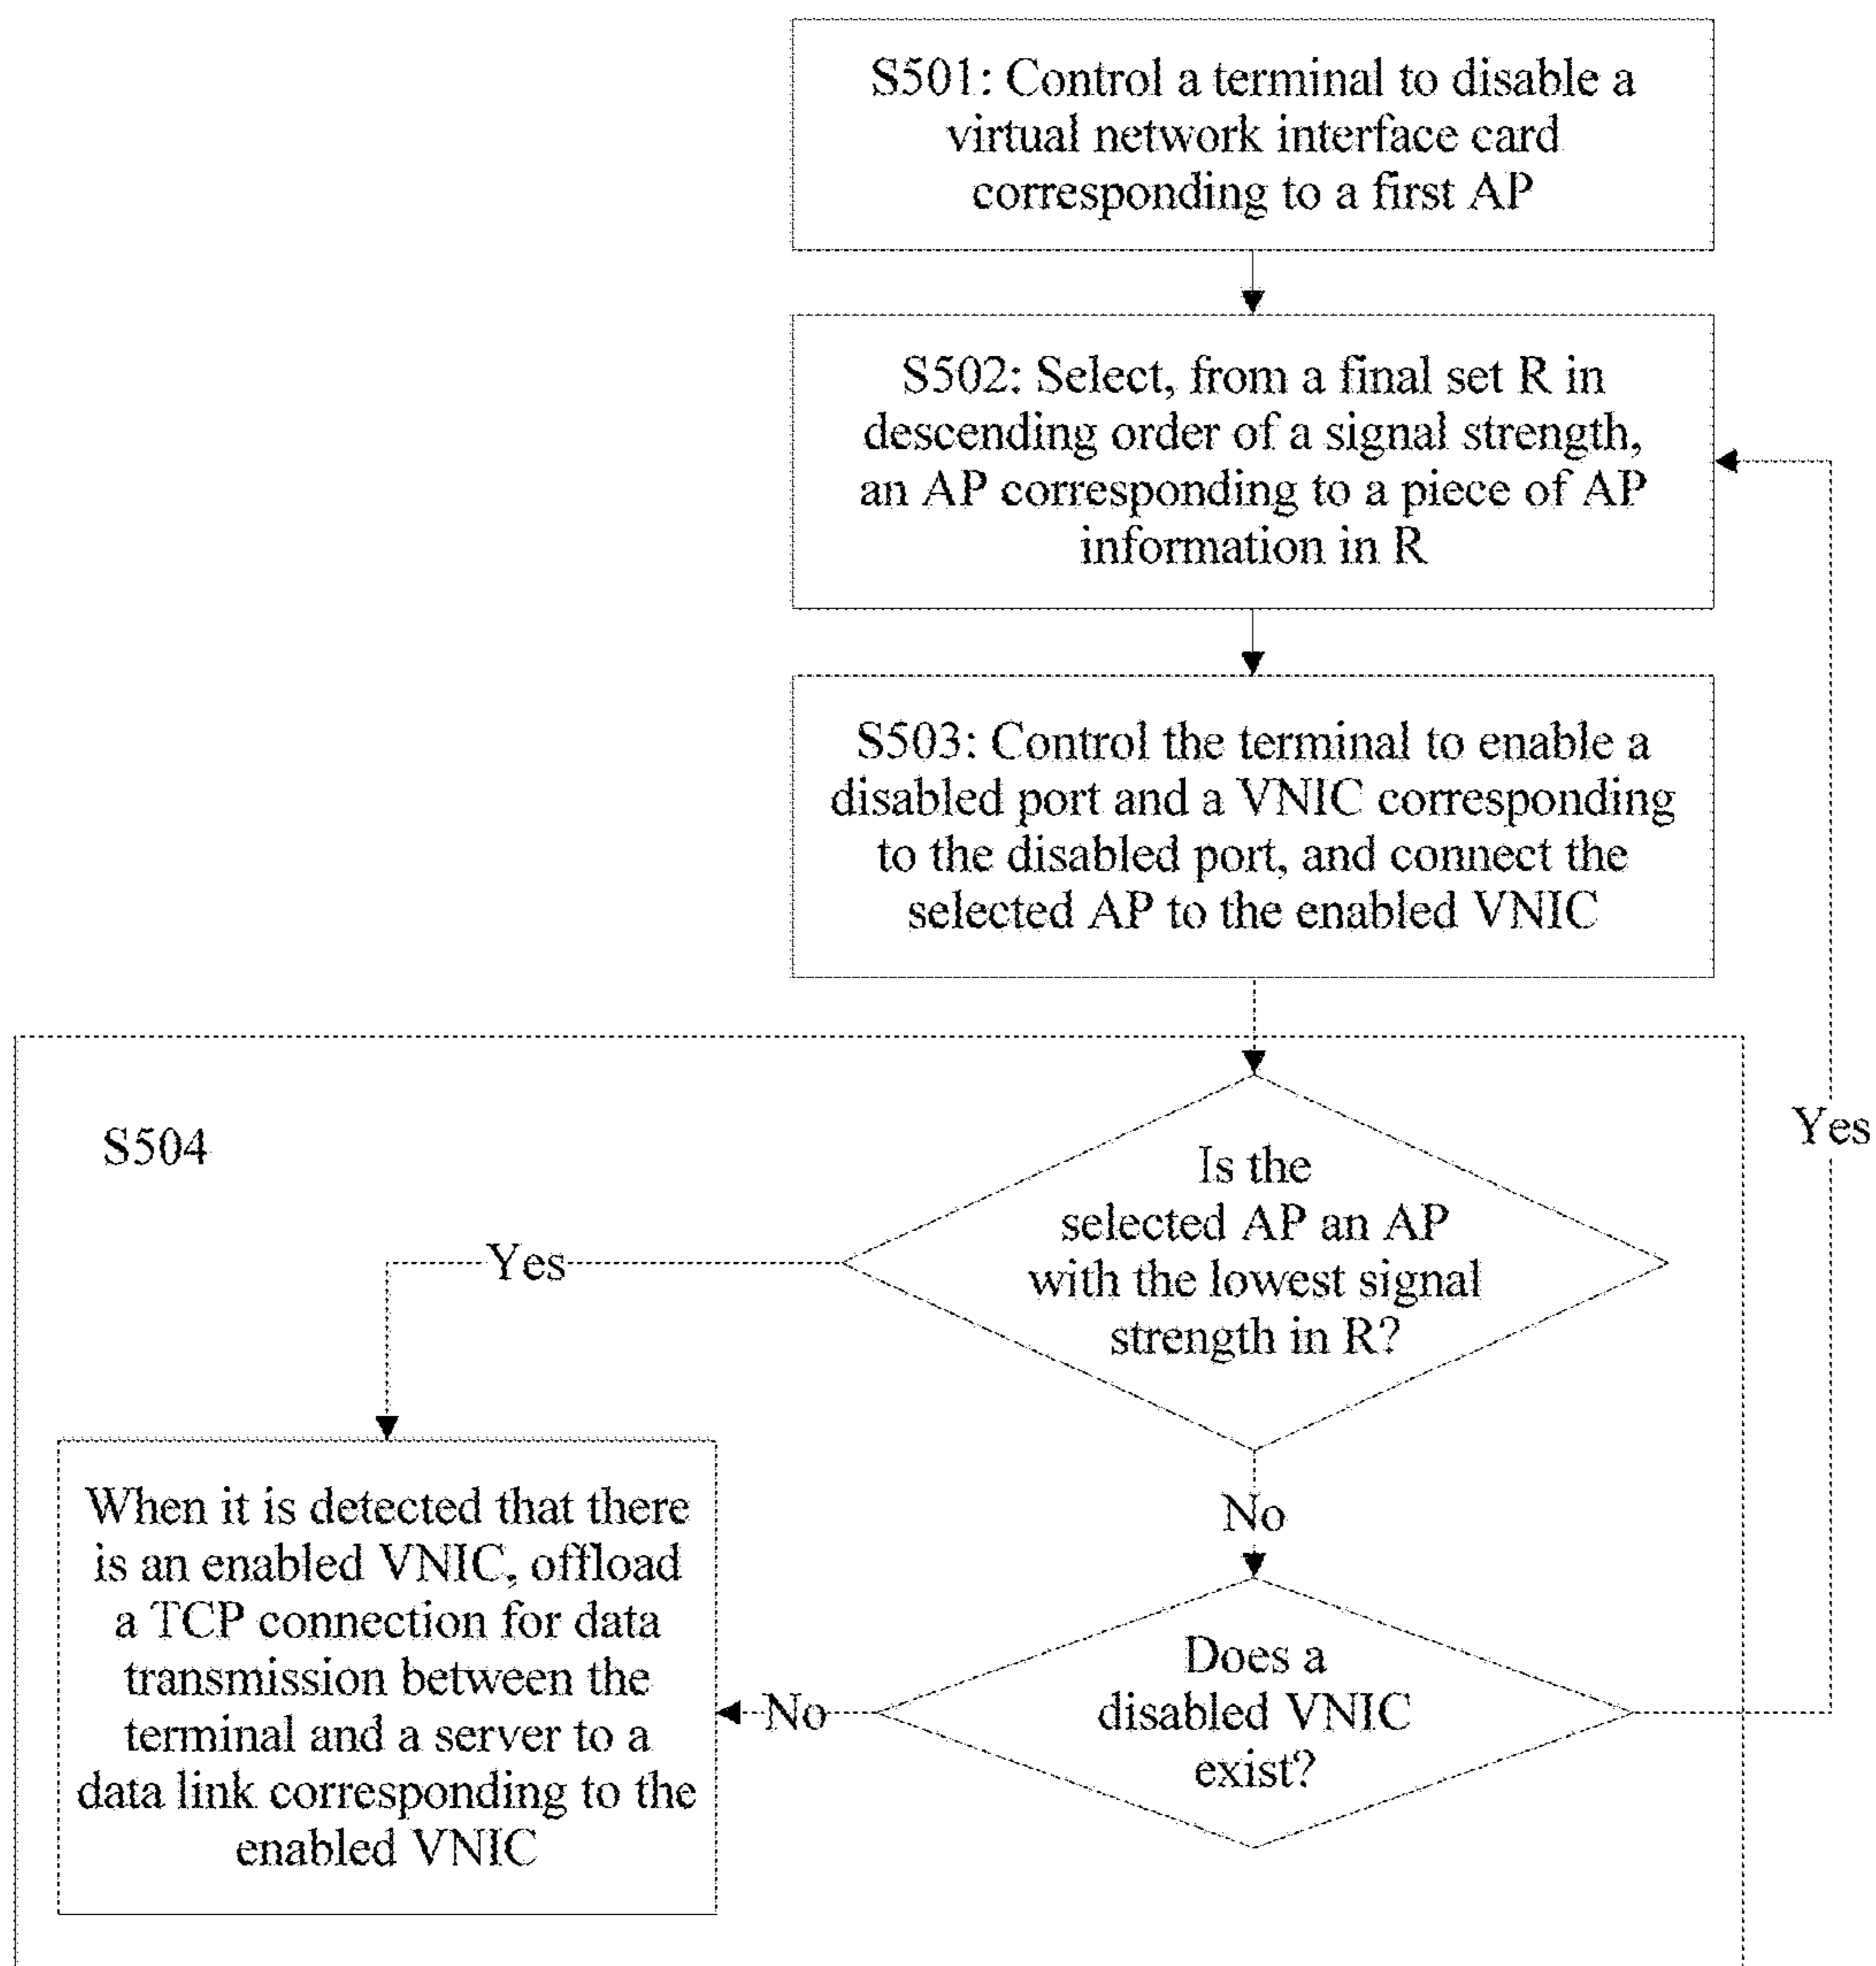 S501: Control a terminal to disable a
virtual network interface card
corresponding to a first AP
S502: Select, from a final set R in
descending order of a signal strength,
an AP corresponding to a piece of AP
information in R
S503: Control the terminal to enable a
disabled port and a VNIC corresponding
to the disabled port, and connect the
selected AP to the enabled VNIC
S504
Is the
selected AP an AP
with the lowest signal
strength in R?
Yes
Yes
No
When it is detected that there
is an enabled VNIC, offload
a TCP connection for data
transmission between the
terminal and a server to a
data link corresponding to the
enabled VNIC
No
Does a
disabled VNIC
exist?